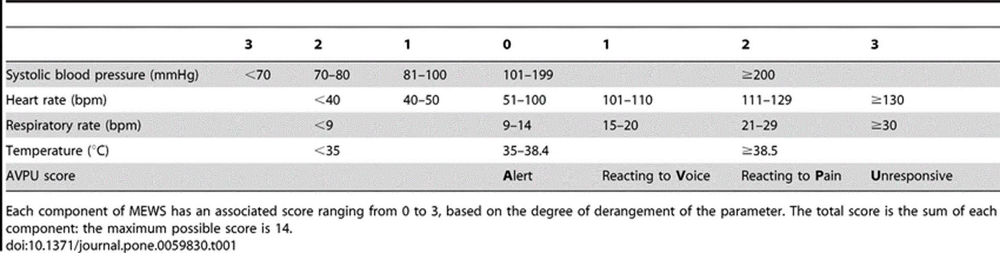 3 2 1 0 1 2 3
Systolic blood pressure (mmHg) <70 70–80 81–100 101–199 ≥200
Heart rate (bpm) <40 40–50 51–100 101–110 111–129 ≥130
Respiratory rate (bpm) <9 9–14 15–20 21–29 ≥30
Temperature (°C) <35 35–38.4 ≥38.5
AVPU score Alert Reacting to Voice Reacting to Pain Unresponsive
Each component of MEWS has an associated score ranging from 0 to 3, based on the degree of derangement of the parameter. The total score is the sum of each
component: the maximum possible score is 14.
doi:10.1371/journal.pone.0059830.t001